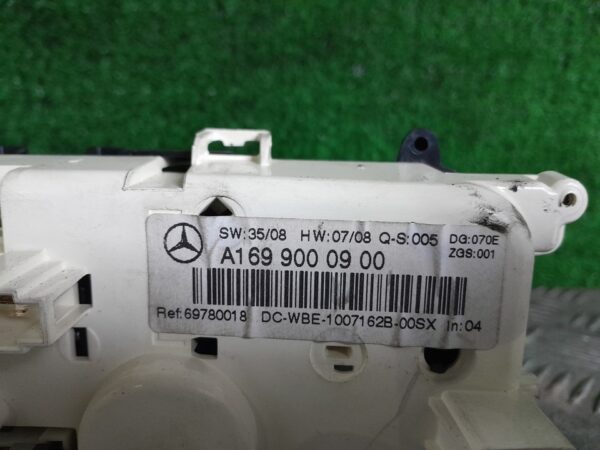 SW:35/08 HW:07/08 Q-S:005 DG:070E
ZGS:001
A169 900 09 00
Ref:69780018 DC-WBE-1007162B-00SX In:04